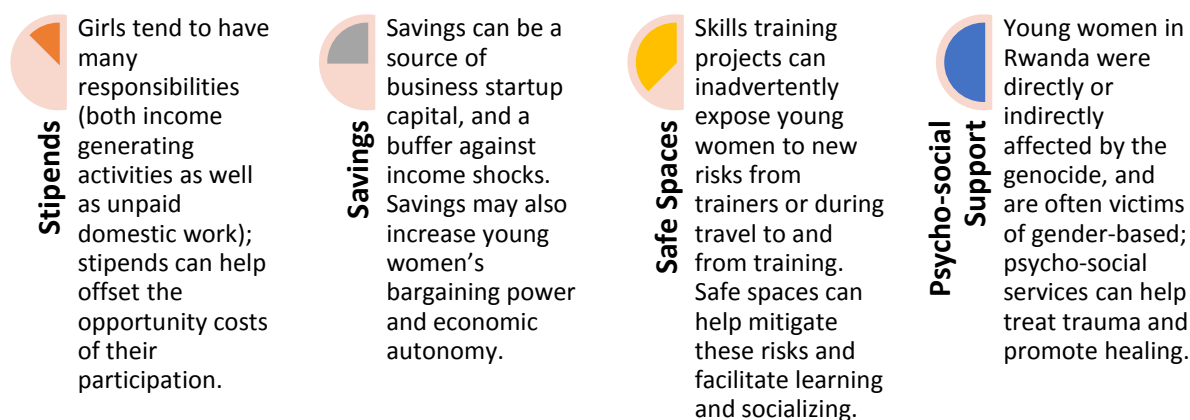 Stipends
Girls tend to have
many
responsibilities
(both income
generating
activities as well
as unpaid
domestic work);
stipends can help
offset the
opportunity costs
of their
participation.
Savings
Savings can be a
source of
business startup
capital, and a
buffer against
income shocks.
Savings may also
increase young
women’s
bargaining power
and economic
autonomy.
Safe Spaces
Skills training
projects can
inadvertently
expose young
women to new
risks from
trainers or during
travel to and
from training.
Safe spaces can
help mitigate
these risks and
facilitate learning
and socializing.
Psycho-social
Support
Young women in
Rwanda were
directly or
indirectly
affected by the
genocide, and
are often victims
of gender-based;
psycho-social
services can help
treat trauma and
promote healing.